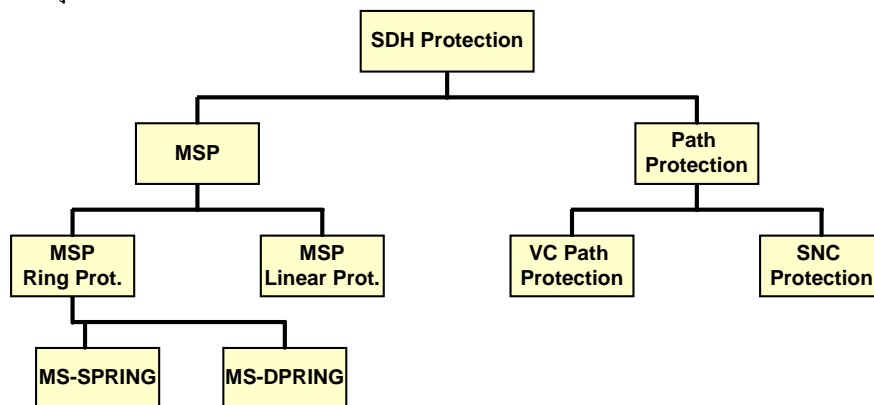 SDH Protection
MSP
Path
Protection
MSP
Ring Prot.
MSP
Linear Prot.
VC Path
Protection
SNC
Protection
MS-SPRING
MS-DPRING